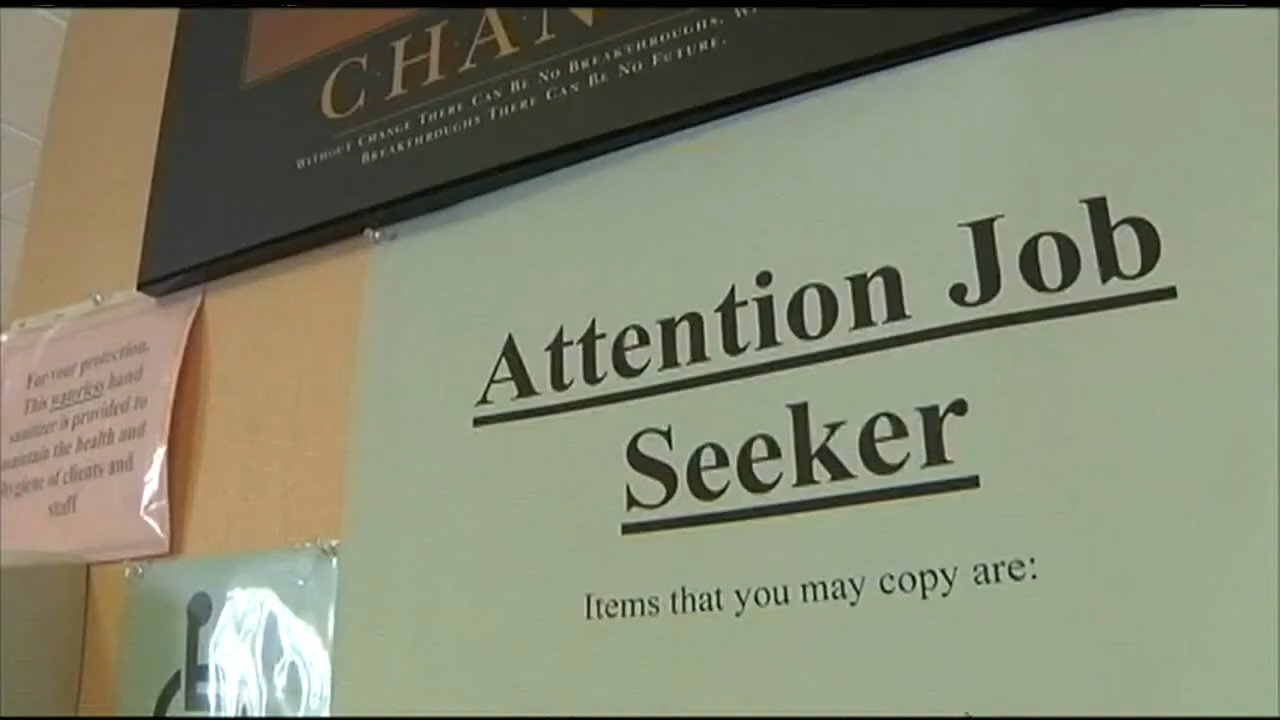 CHAN
WITHOUT CHANGE THERE CAN BE NO BREAKTHROUGHS. W
BREAKTHROUGHS THERE CAN BE NO FUTURE.
Attention Job
Seeker
Items that you may copy are:
For your protection.
This waterless hand
sanitizer is provided to
maintain the health and
hygiene of clients and
staff